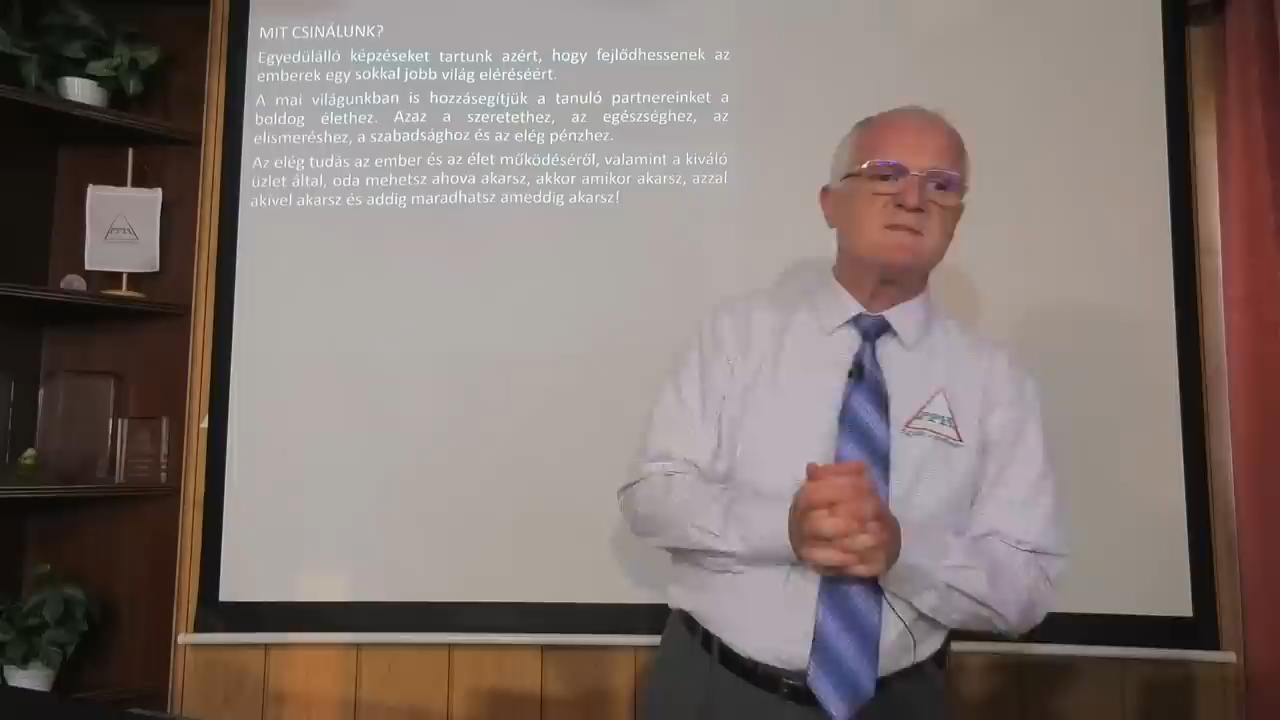 MIT CSINÁLUNK?
Egyedülálló képzéseket tartunk azért, hogy fejlődhessenek az
emberek egy sokkal jobb világ eléréséért.
A mai világunkban is hozzásegítjük a tanuló partnereinket a
boldog élethez. Azaz a szeretethez, az egészséghez, az
elismeréshez, a szabadsághoz és az elég pénzhez.
Az elég tudás az ember és az élet működéséről, valamint a kiváló
üzlet által, oda mehetsz ahova akarsz, akkor amikor akarsz, azzal
akivel akarsz és addig maradhatsz ameddig akarsz!